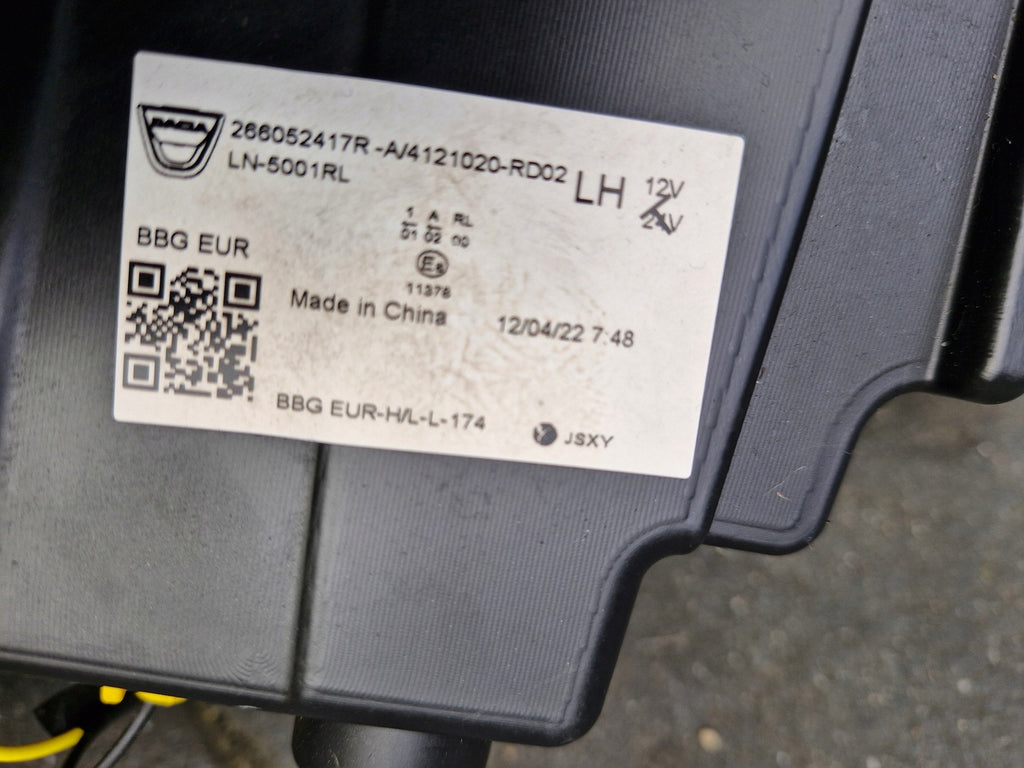 DACIA
266052417R -A/4121020-RD02
LN-5001RL
LH
12V
24V
1 A RL
01 02 00
BBG EUR
11378
Made in China
12/04/22 7:48
BBG EUR-H/L-L-174
JSXY